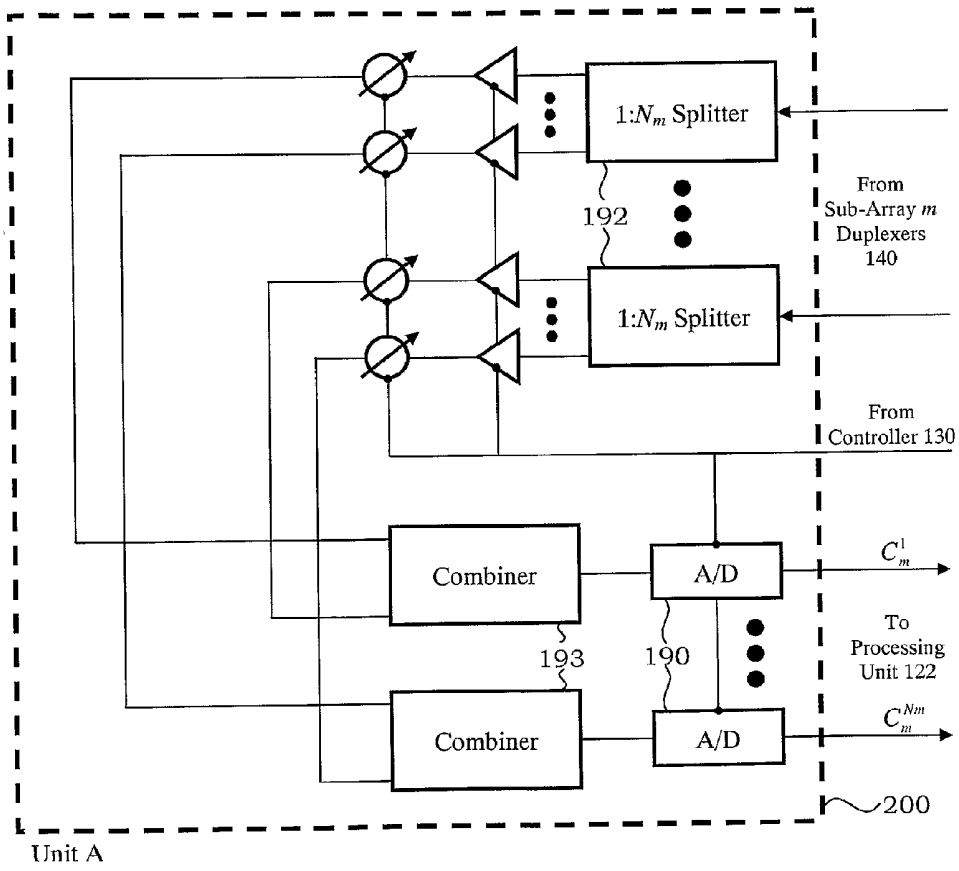 1:Nm Splitter
From
Sub-Array m
Duplexers
140
192
1:Nm Splitter
From
Controller 130
Combiner
A/D
C¹m
To
Processing
Unit 122
193
190
Combiner
A/D
C^Nm m
200
Unit A